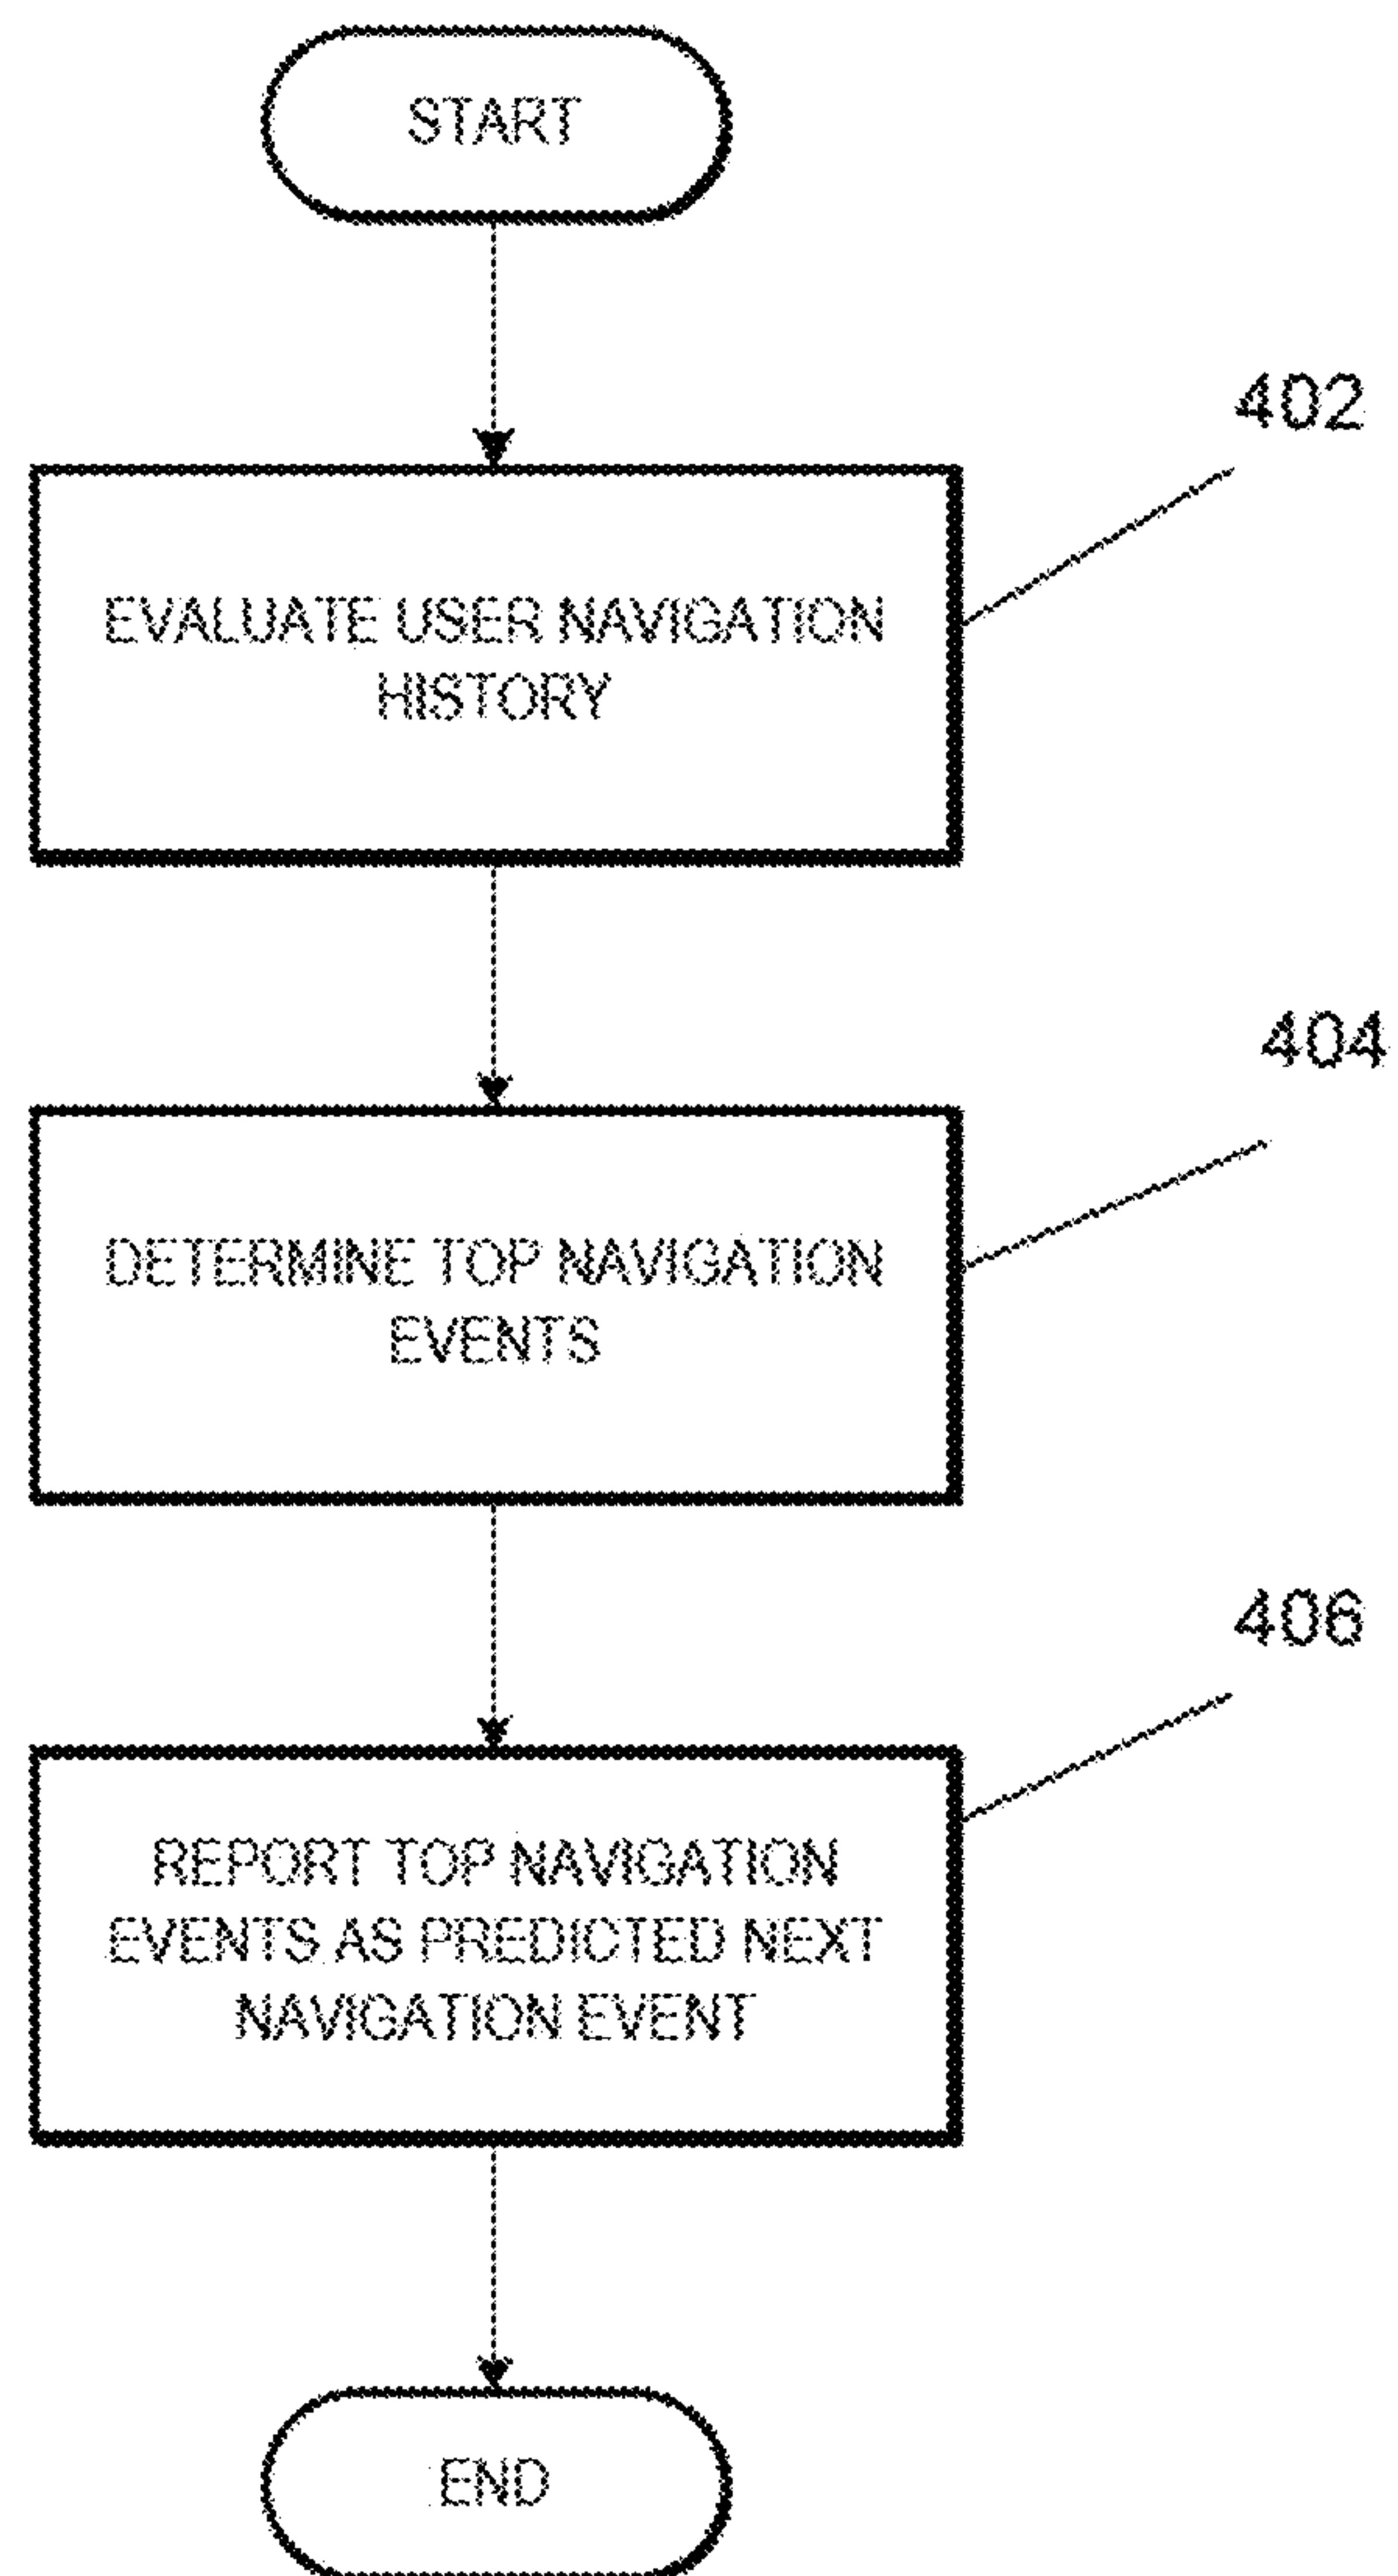 START
402
EVALUATE USER NAVIGATION
HISTORY
404
DETERMINE TOP NAVIGATION
EVENTS
406
REPORT TOP NAVIGATION
EVENTS AS PREDICTED NEXT
NAVIGATION EVENT
END